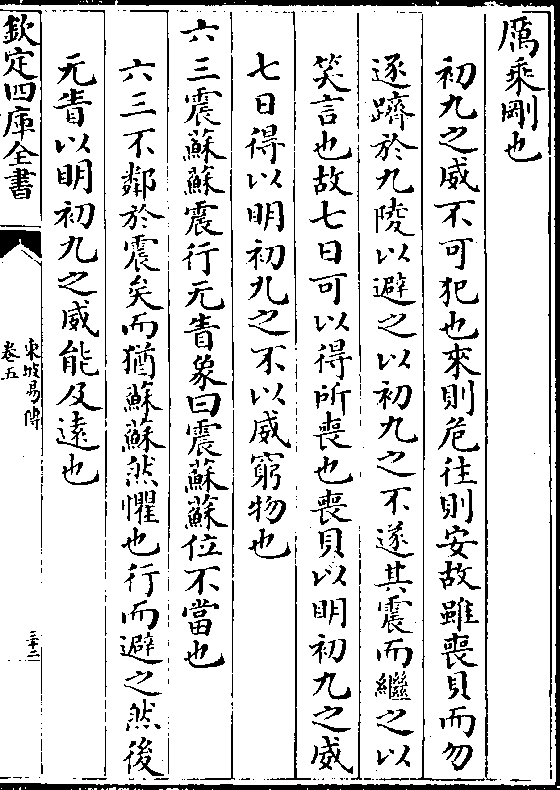 厲乘剛也
初九之威不可犯也來則危往則安故雖喪貝而勿
逐躋於九陵以避之以初九之不遂其震而繼之以
笑言也故七日可以得所喪也喪貝以明初九之威
七日得以明初九之不以威窮物也
六三震蘇蘇震行无眚象曰震蘇蘇位不當也
六三不鄰於震矣而猶蘇蘇然懼也行而避之然後
无眚以明初九之威能及遠也
欽定四庫全書
東坡易傳
卷五
三十二